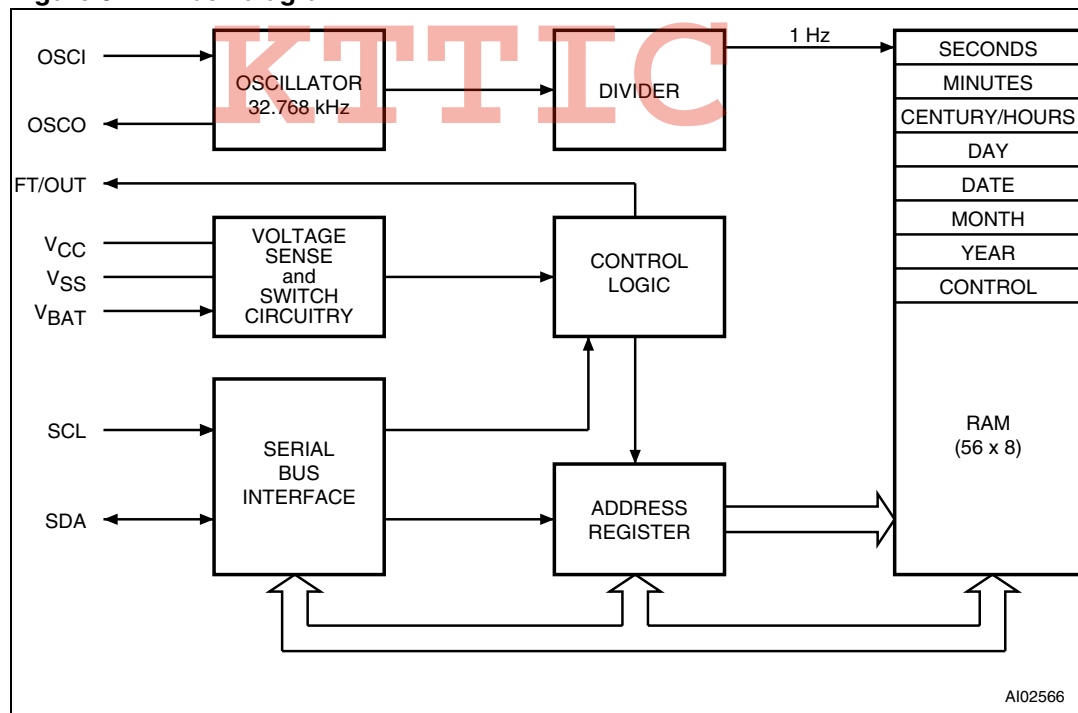 KTTIC
OSCI
OSCO
OSCILLATOR
32.768 kHz
DIVIDER
1 Hz
SECONDS
MINUTES
CENTURY/HOURS
DAY
DATE
MONTH
YEAR
CONTROL
RAM
(56 x 8)
FT/OUT
VCC
VSS
VBAT
VOLTAGE
SENSE
and
SWITCH
CIRCUITRY
CONTROL
LOGIC
SCL
SDA
SERIAL
BUS
INTERFACE
ADDRESS
REGISTER
AI02566